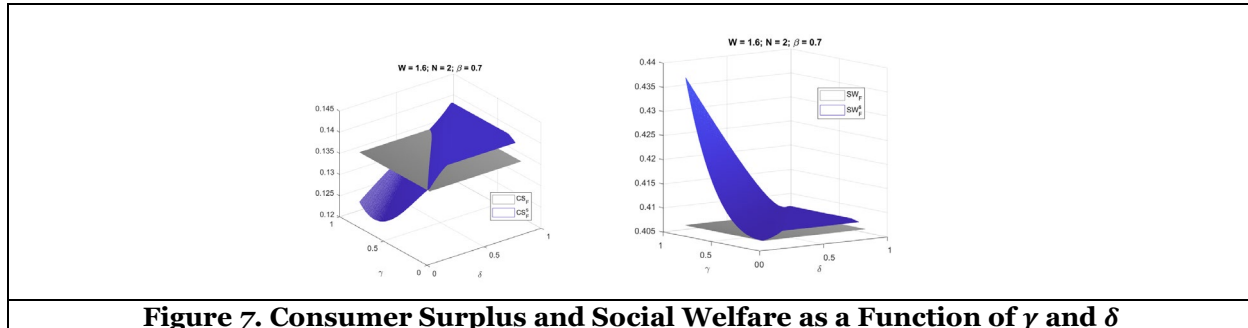 W = 1.6; N = 2; β = 0.7
0.145
0.14
0.135
0.13
0.125
0.12
1
0.5
0
γ
0
0.5
1
δ
CS_F
CS_F^s
W = 1.6; N = 2; β = 0.7
0.44
0.435
0.43
0.425
0.42
0.415
0.41
0.405
1
0.5
0
γ
0
0.5
1
δ
SW_F
SW_F^s
Figure 7. Consumer Surplus and Social Welfare as a Function of γ and δ